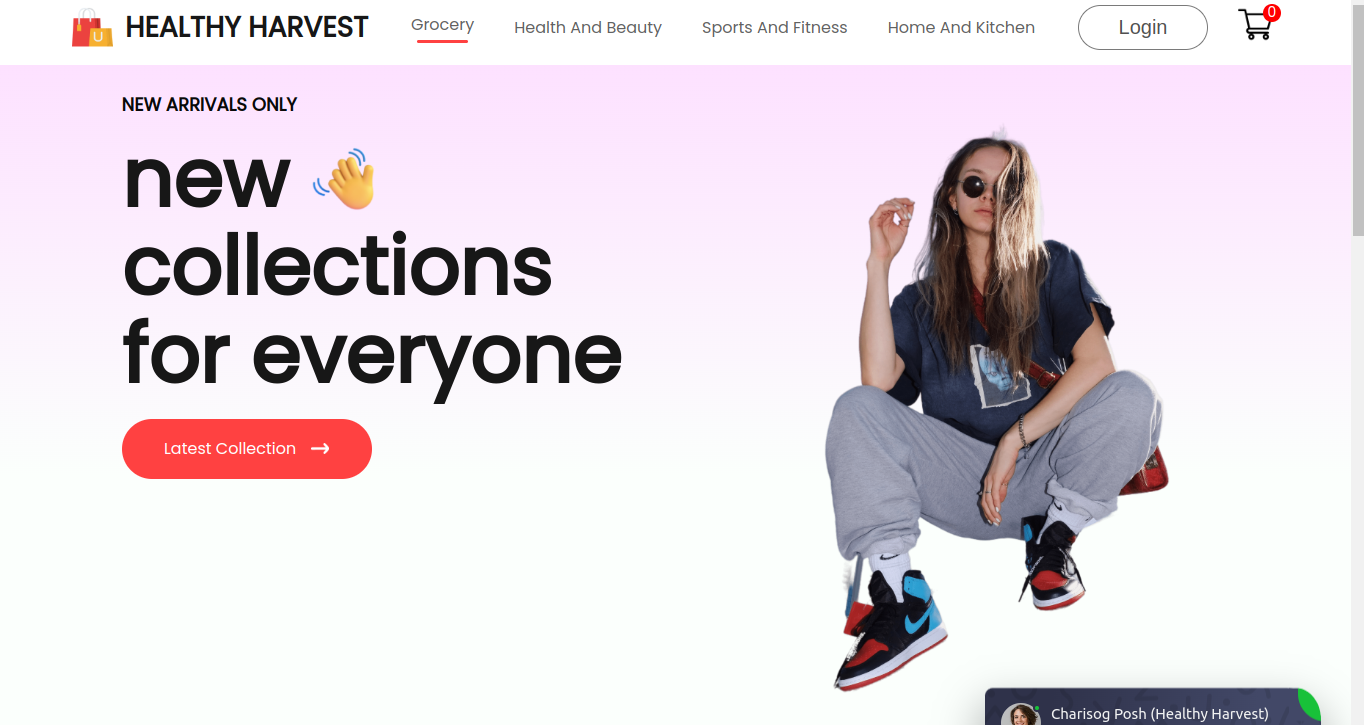 HEALTHY HARVEST
Grocery
Health And Beauty
Sports And Fitness
Home And Kitchen
Login
0
U
NEW ARRIVALS ONLY
new
collections
for everyone
Latest Collection
Charisog Posh (Healthy Harvest)